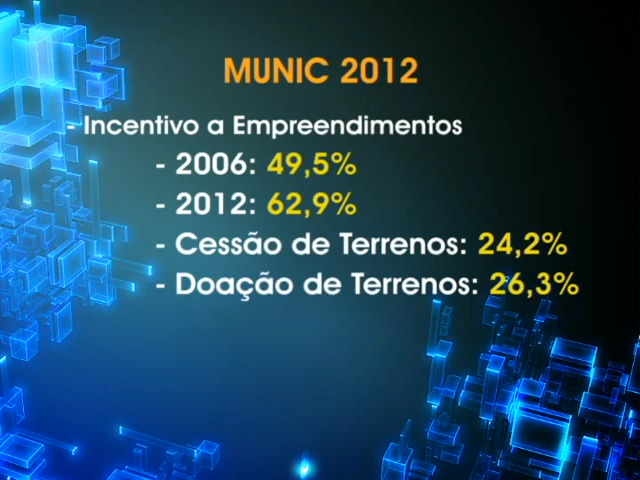 MUNIC 2012
- Incentivo a Empreendimentos
- 2006: 49,5%
- 2012: 62,9%
- Cessão de Terrenos: 24,2%
- Doação de Terrenos: 26,3%